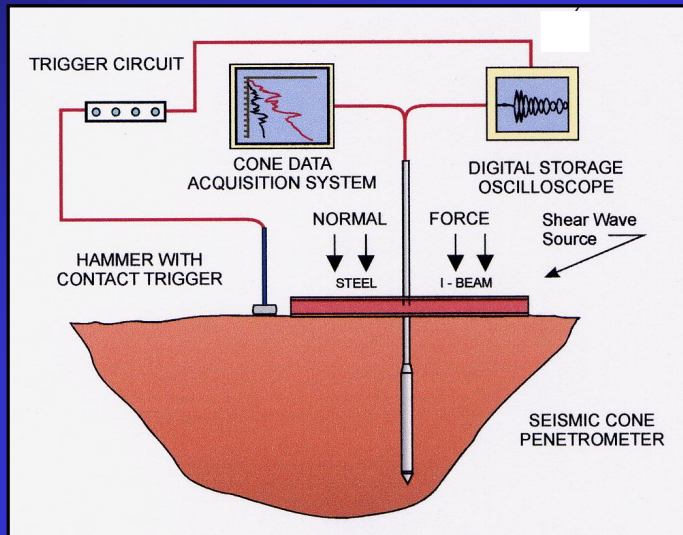 TRIGGER CIRCUIT
CONE DATA
ACQUISITION SYSTEM
DIGITAL STORAGE
OSCILLOSCOPE
NORMAL FORCE
Shear Wave
Source
HAMMER WITH
CONTACT TRIGGER
STEEL I - BEAM
SEISMIC CONE
PENETROMETER